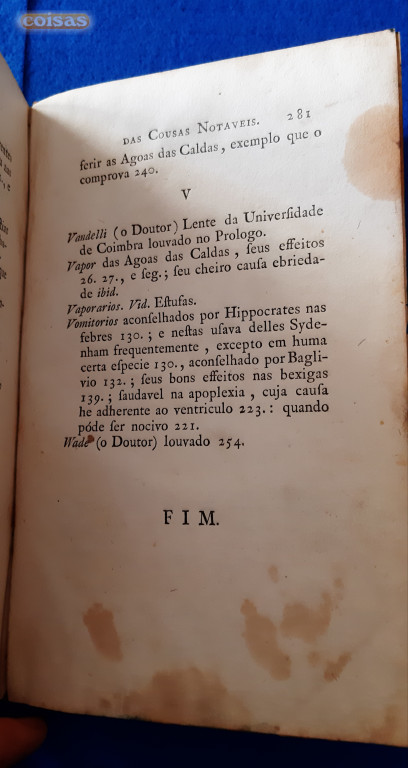 coisas
DAS COUSAS NOTAVEIS. 281
ſerir as Agoas das Caldas, exemplo que o
comprova 240.
V
Vandelli (o Doutor) Lente da Univerſidade
de Coimbra louvado no Prologo.
Vapor das Agoas das Caldas, ſeus effeitos
26. 27., e ſeg.; ſeu cheiro cauſa ebrieda-
de ibid.
Vaporarios. Vid. Eſtufas.
Vomitorios aconſelhados por Hippocrates nas
febres 130.; e neſtas uſava delles Syde-
nham frequentemente, excepto em huma
certa eſpecie 130., aconſelhado por Bagli-
vio 132.; ſeus bons effeitos nas bexigas
139.; ſaudavel na apoplexia, cuja cauſa
he adherente ao ventriculo 223.: quando
póde ſer nocivo 221.
Wade (o Doutor) louvado 254.
FIM.